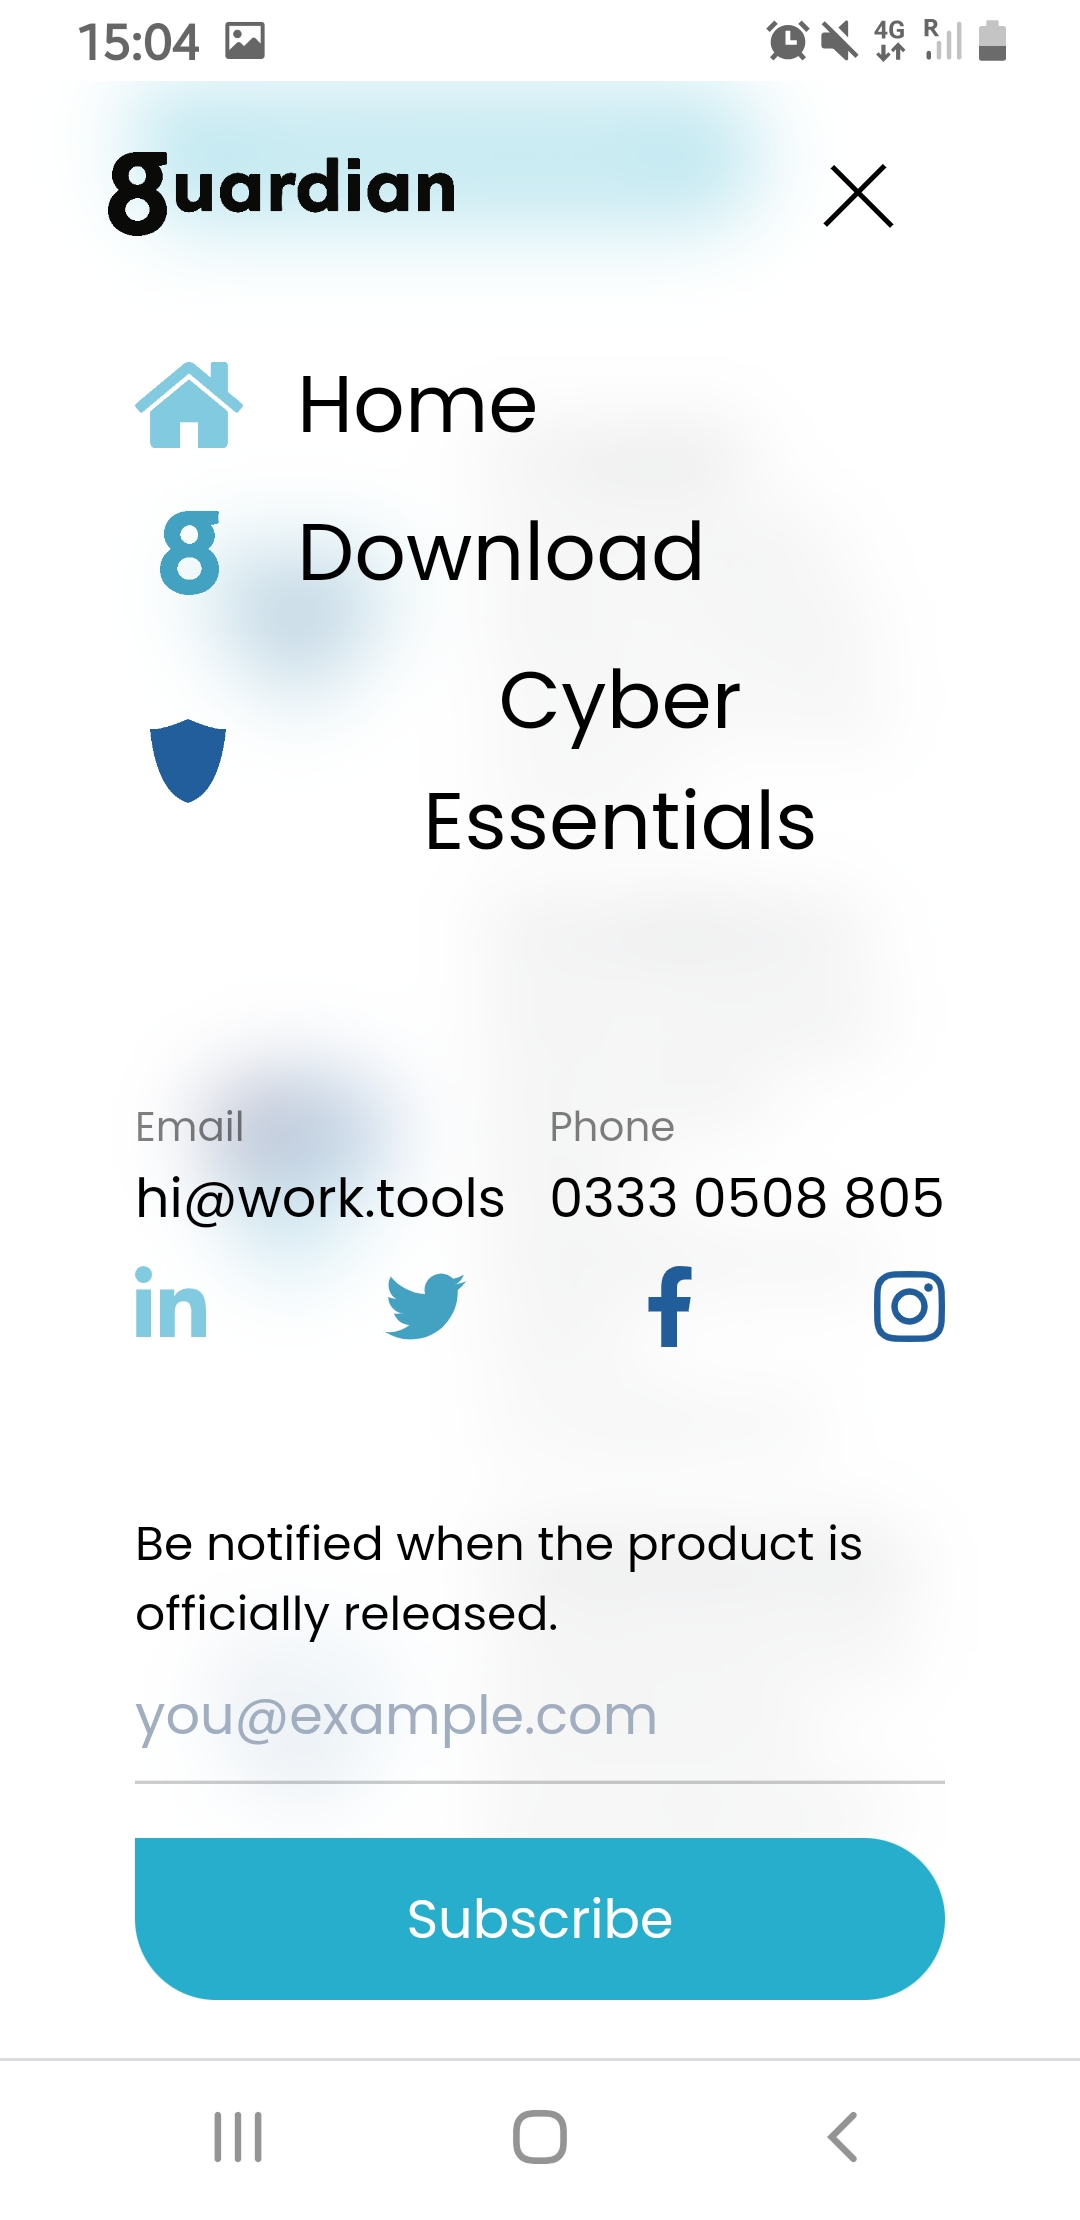 15:04
4G
R
guardian
Home
g
Download
Cyber
Essentials
Email
Phone
hi@work.tools
0333 0508 805
in
f
Be notified when the product is
officially released.
you@example.com
Subscribe